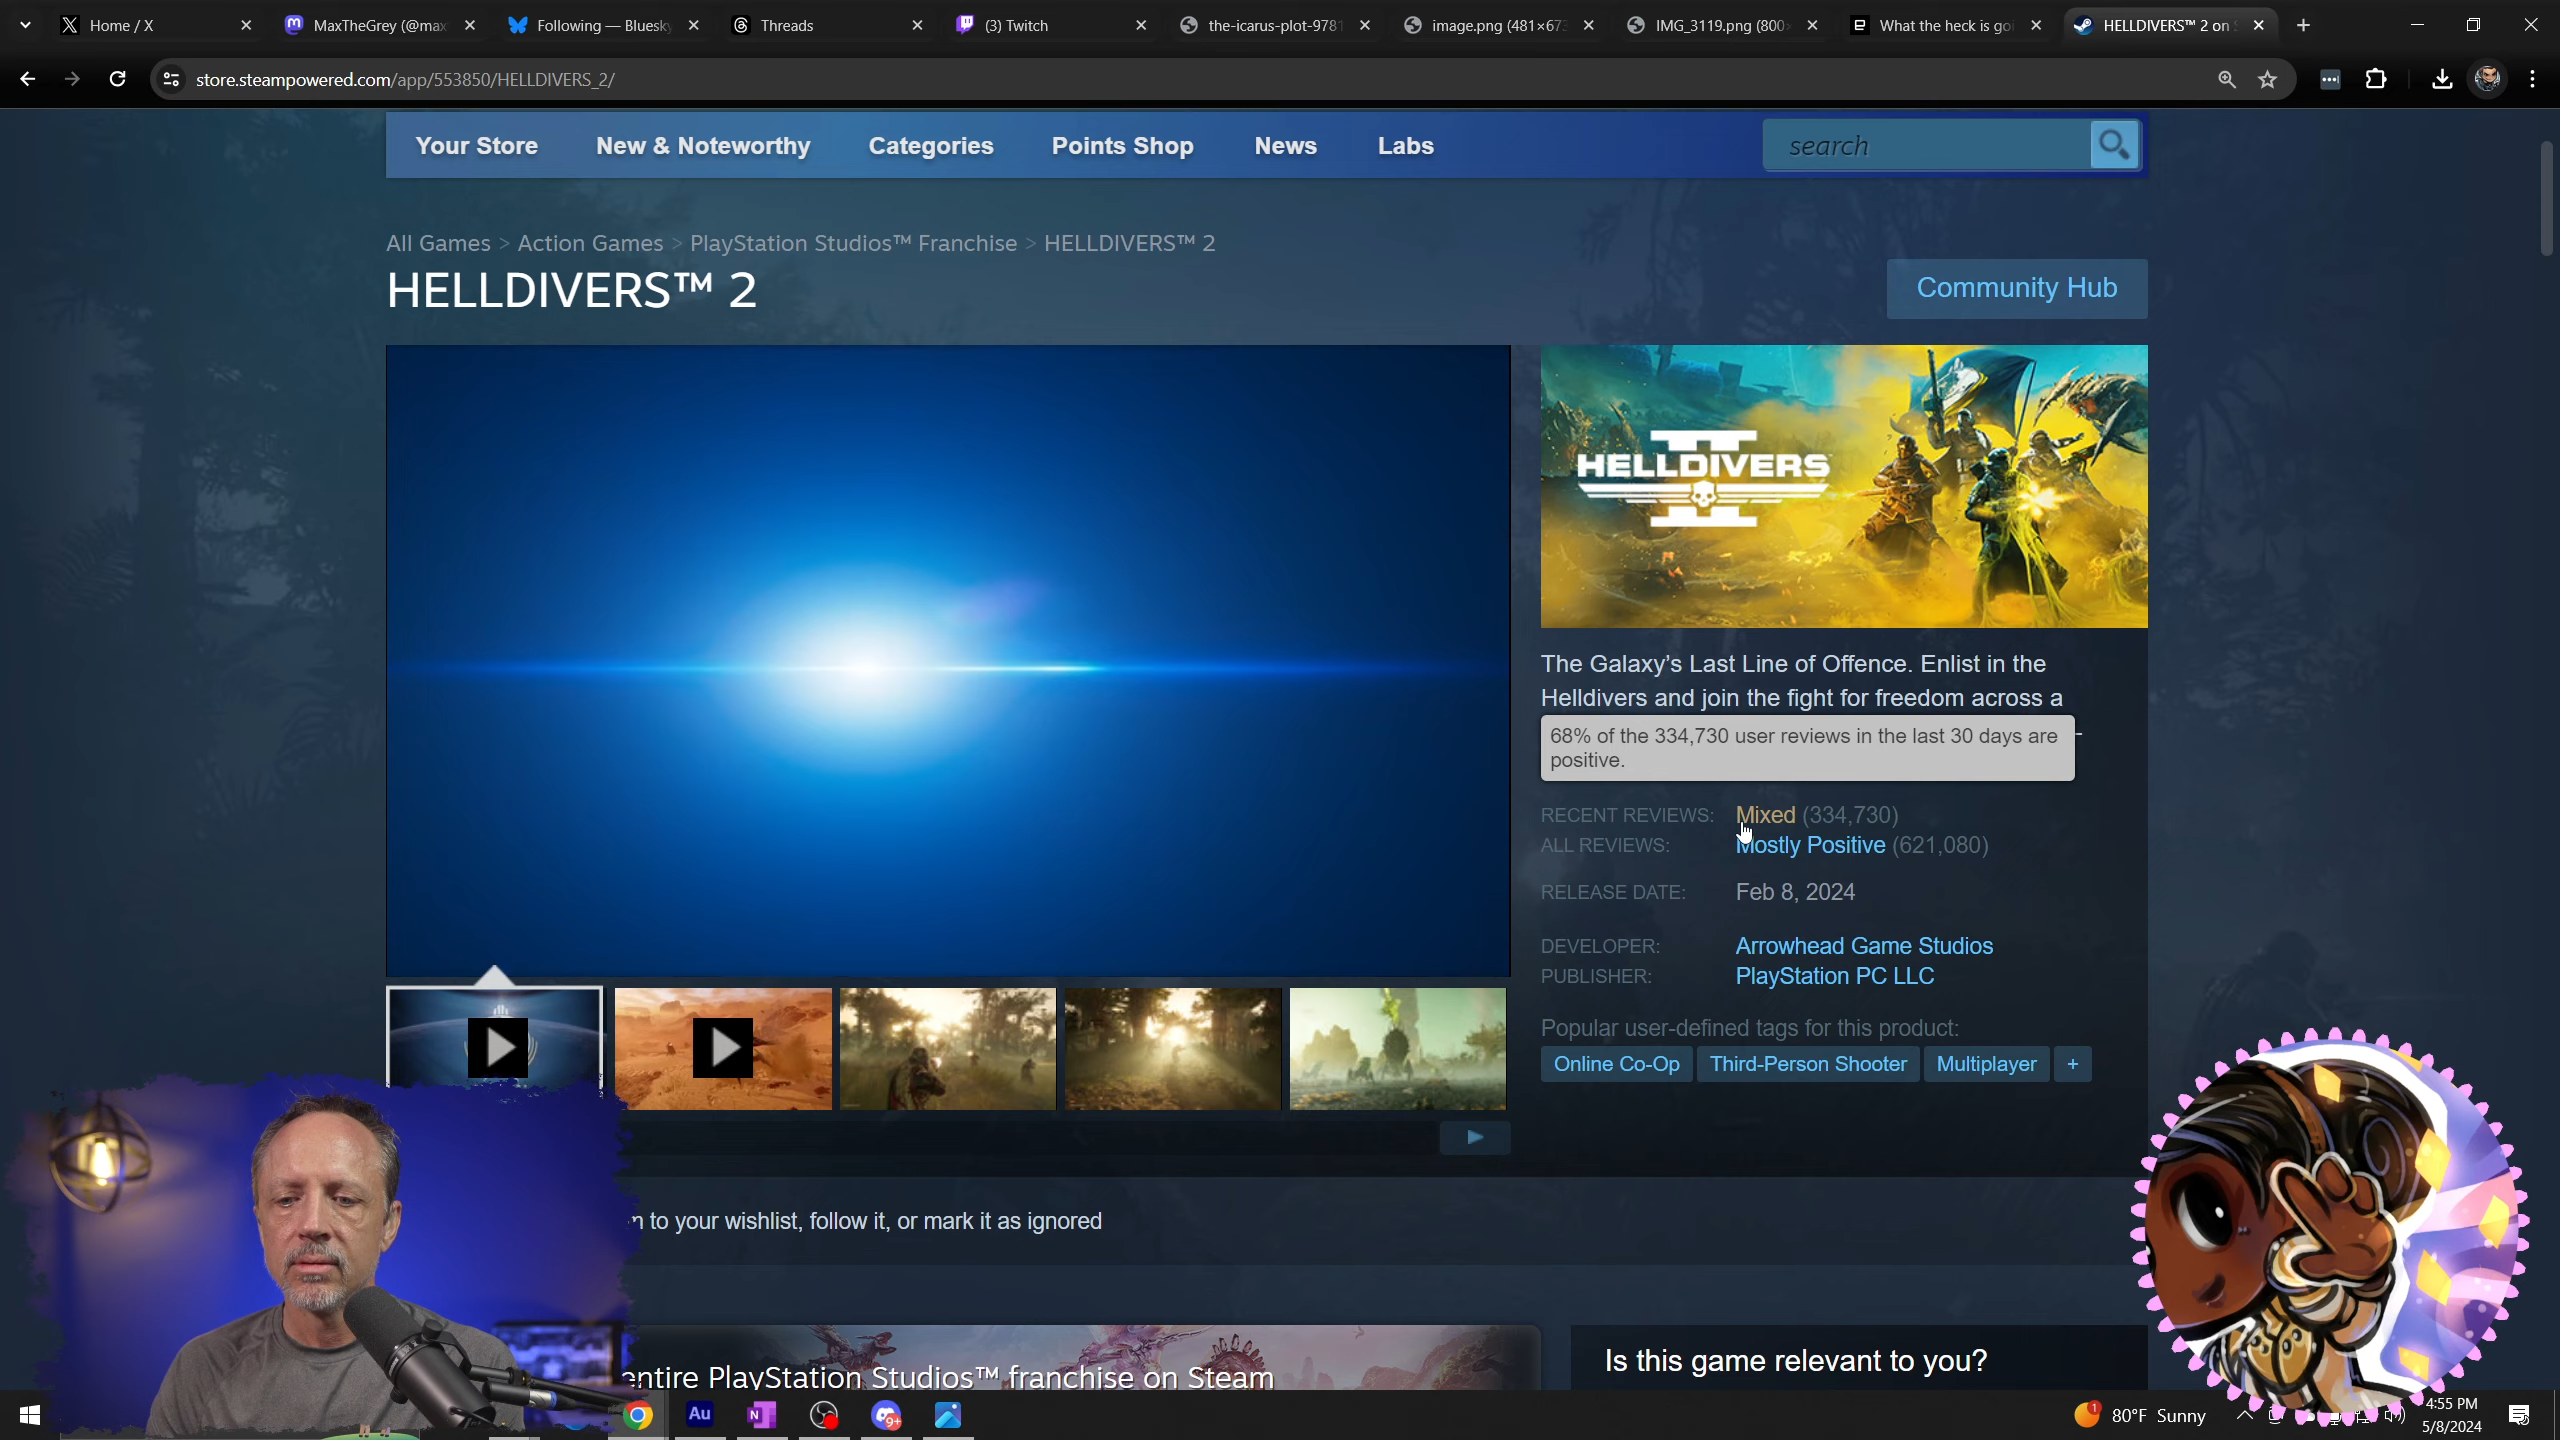 Home / X
MaxTheGrey (@max
Following — Bluesky
Threads
(3) Twitch
the-icarus-plot-9781
image.png (481×673
IMG_3119.png (800×
What the heck is goi
HELLDIVERS™ 2 on S
store.steampowered.com/app/553850/HELLDIVERS_2/
Your Store
New & Noteworthy
Categories
Points Shop
News
Labs
search
All Games > Action Games > PlayStation Studios™ Franchise > HELLDIVERS™ 2
HELLDIVERS™ 2
Community Hub
HELLDIVERS
II
The Galaxy's Last Line of Offence. Enlist in the
Helldivers and join the fight for freedom across a
68% of the 334,730 user reviews in the last 30 days are
positive.
RECENT REVIEWS: Mixed (334,730)
ALL REVIEWS: Mostly Positive (621,080)
RELEASE DATE: Feb 8, 2024
DEVELOPER: Arrowhead Game Studios
PUBLISHER: PlayStation PC LLC
Popular user-defined tags for this product:
Online Co-Op
Third-Person Shooter
Multiplayer
+
to your wishlist, follow it, or mark it as ignored
entire PlayStation Studios™ franchise on Steam
Is this game relevant to you?
Au
N
9+
1
80°F Sunny
4:55 PM
5/8/2024